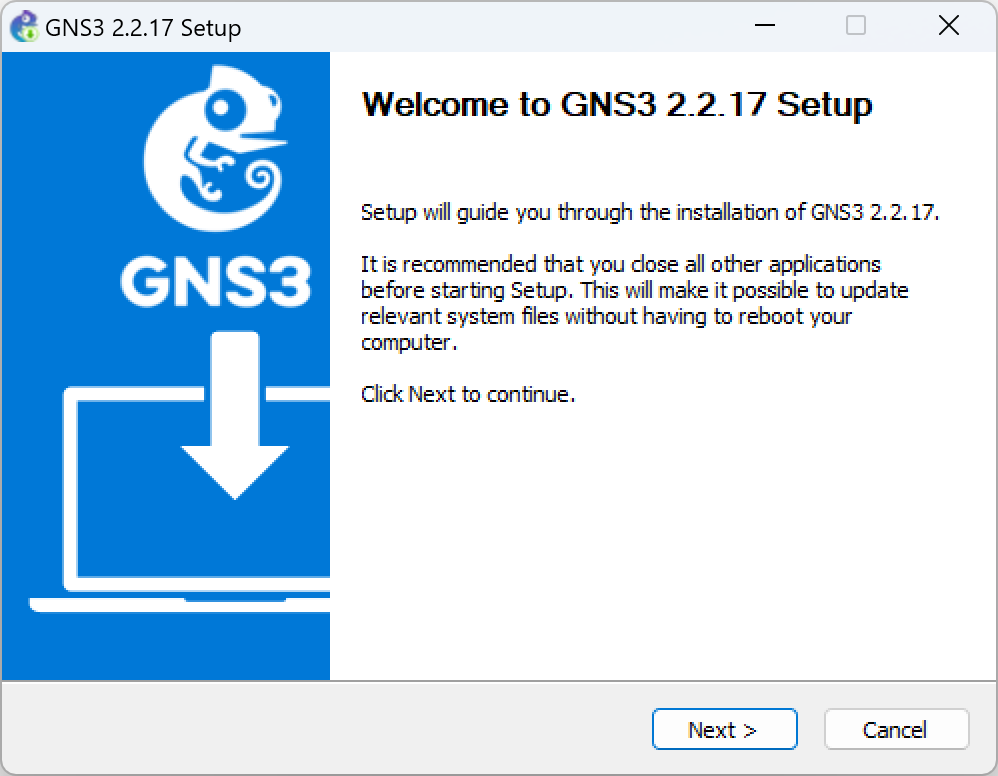 GNS3 2.2.17 Setup
GNS3
Welcome to GNS3 2.2.17 Setup
Setup will guide you through the installation of GNS3 2.2.17.
It is recommended that you close all other applications
before starting Setup. This will make it possible to update
relevant system files without having to reboot your
computer.
Click Next to continue.
Next >
Cancel